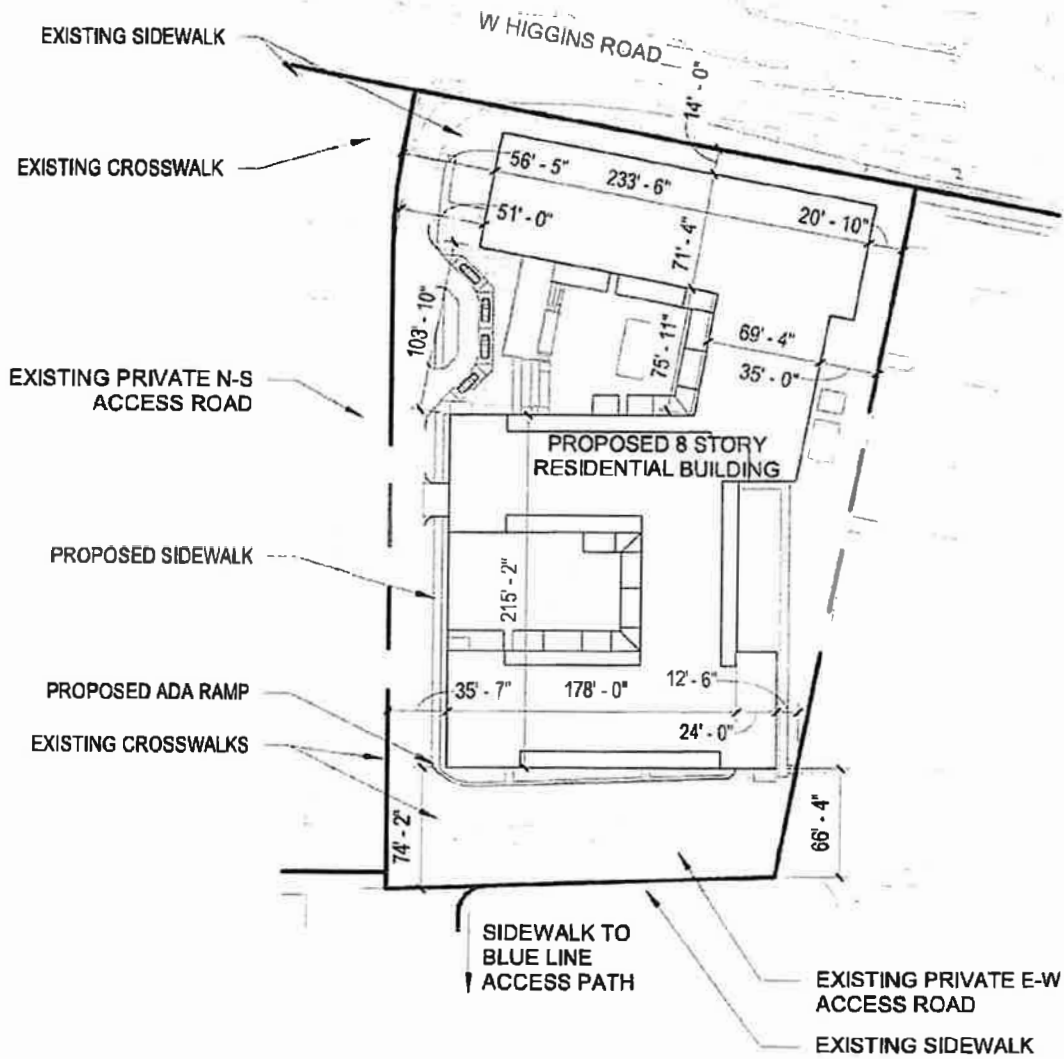 EXISTING SIDEWALK
W HIGGINS ROAD
14' - 0"
EXISTING CROSSWALK
56' - 5"
233' - 6"
20' - 10"
51' - 0"
71' - 4"
103' - 10"
75' - 11"
69' - 4"
35' - 0"
EXISTING PRIVATE N-S
ACCESS ROAD
PROPOSED 8 STORY
RESIDENTIAL BUILDING
PROPOSED SIDEWALK
215' - 2"
PROPOSED ADA RAMP
35' - 7"
178' - 0"
12' - 6"
24' - 0"
EXISTING CROSSWALKS
74' - 2"
66' - 4"
SIDEWALK TO
BLUE LINE
ACCESS PATH
EXISTING PRIVATE E-W
ACCESS ROAD
EXISTING SIDEWALK